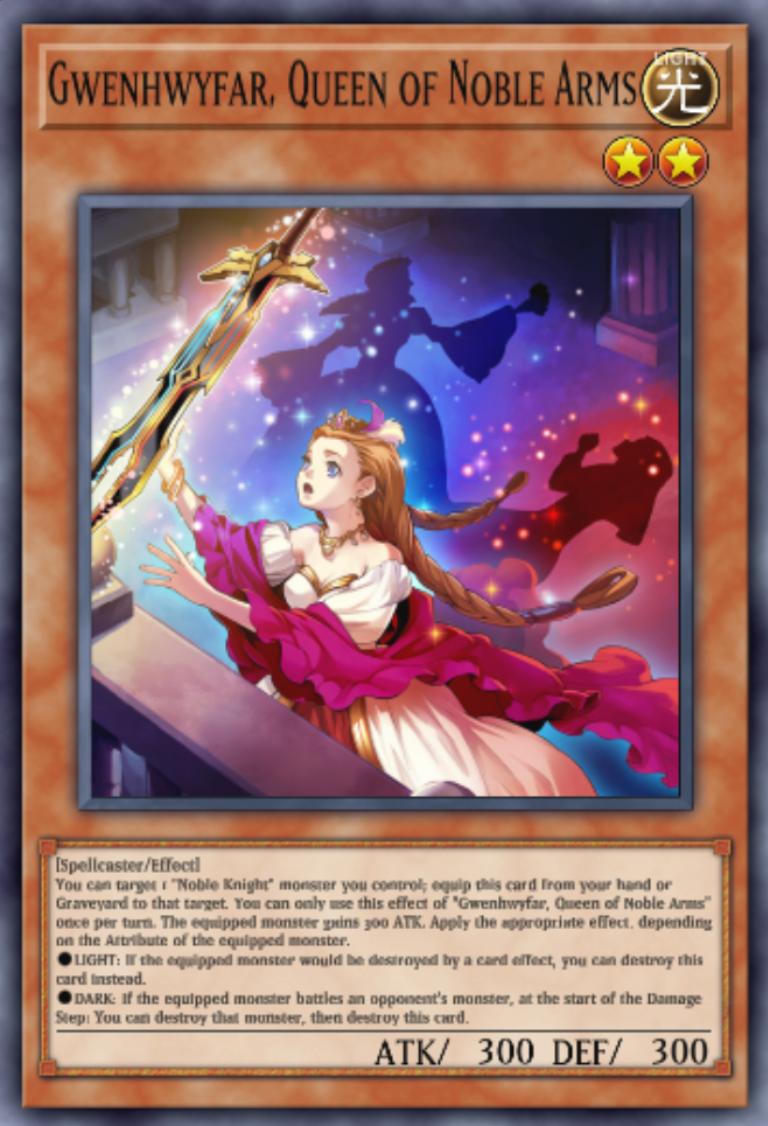 GWENHWYFAR, QUEEN OF NOBLE ARMS
LIGHT
光
[Spellcaster/Effect]
You can target 1 "Noble Knight" monster you control; equip this card from your hand or
Graveyard to that target. You can only use this effect of "Gwenhwyfar, Queen of Noble Arms"
once per turn. The equipped monster gains 300 ATK. Apply the appropriate effect, depending
on the Attribute of the equipped monster.
●LIGHT: If the equipped monster would be destroyed by a card effect, you can destroy this
card instead.
●DARK: If the equipped monster battles an opponent's monster, at the start of the Damage
Step: You can destroy that monster, then destroy this card.
ATK/ 300 DEF/ 300